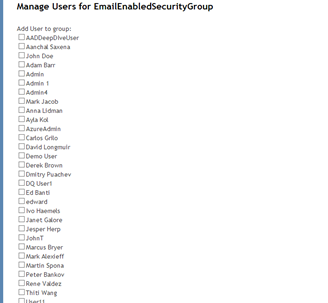 Manage Users for EmailEnabledSecurityGroup
Add User to group:
AADDeepDiveUser
Aanchal Saxena
John Doe
Adam Barr
Admin
Admin 1
Admin4
Mark Jacob
Anna Lidman
Ayla Kol
AzureAdmin
Carlos Grilo
David Longmuir
Demo User
Derek Brown
Dmitry Puachev
DQ User1
Ed Banti
edward
Ivo Haemels
Janet Galore
Jesper Herp
JohnT
Marcus Bryer
Mark Alexieff
Martin Spona
Peter Bankov
Rene Valdez
Thiti Wang
User11